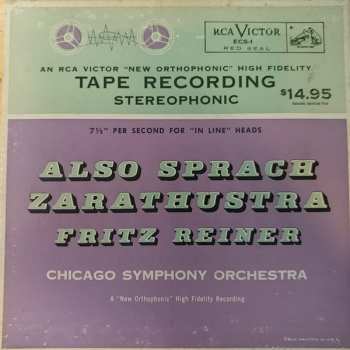 RCA VICTOR
ECS-1
RED SEAL
AN RCA VICTOR "NEW ORTHOPHONIC" HIGH FIDELITY
TAPE RECORDING
$14.95
STEREOPHONIC
7½" PER SECOND FOR "IN LINE" HEADS
ALSO SPRACH
ZARATHUSTRA
FRITZ REINER
CHICAGO SYMPHONY ORCHESTRA
A "New Orthophonic" High Fidelity Recording